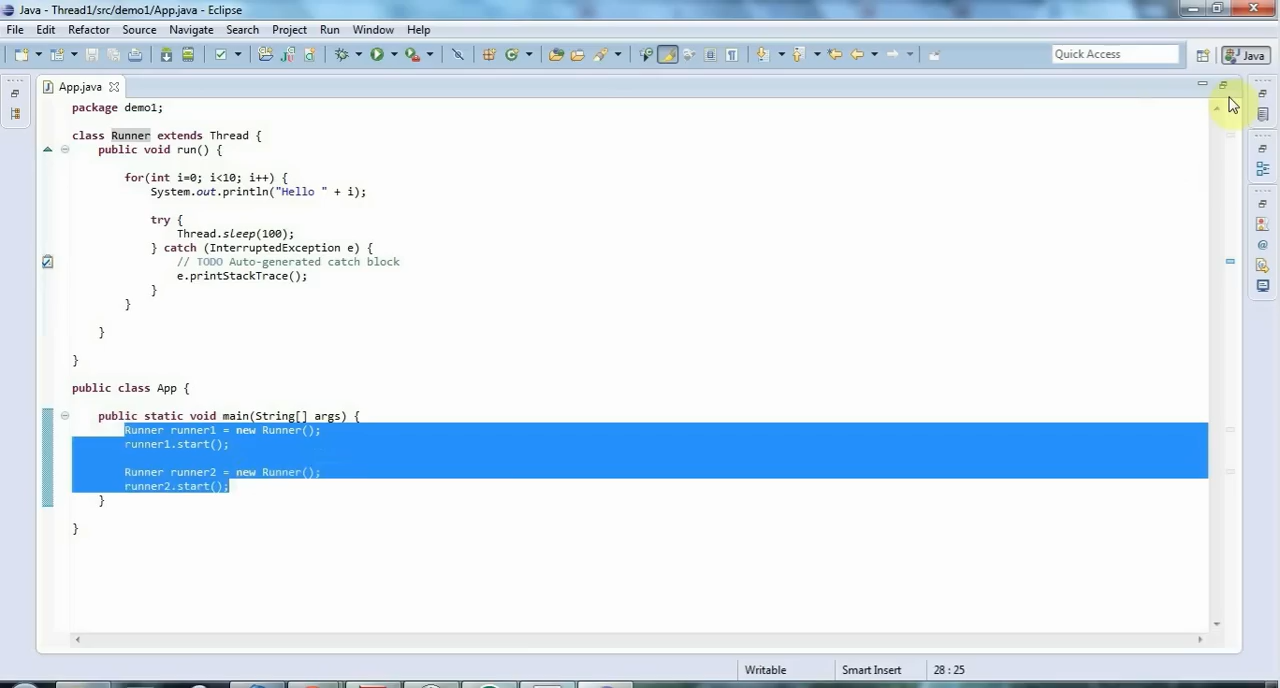 Java - Thread1/src/demo1/App.java - Eclipse
File Edit Refactor Source Navigate Search Project Run Window Help
Quick Access
Java
App.java
package demo1;
class Runner extends Thread {
public void run() {
for(int i=0; i<10; i++) {
System.out.println("Hello " + i);
try {
Thread.sleep(100);
} catch (InterruptedException e) {
// TODO Auto-generated catch block
e.printStackTrace();
}
}
}
}
public class App {
public static void main(String[] args) {
Runner runner1 = new Runner();
runner1.start();
Runner runner2 = new Runner();
runner2.start();
}
}
Writable Smart Insert 28 : 25